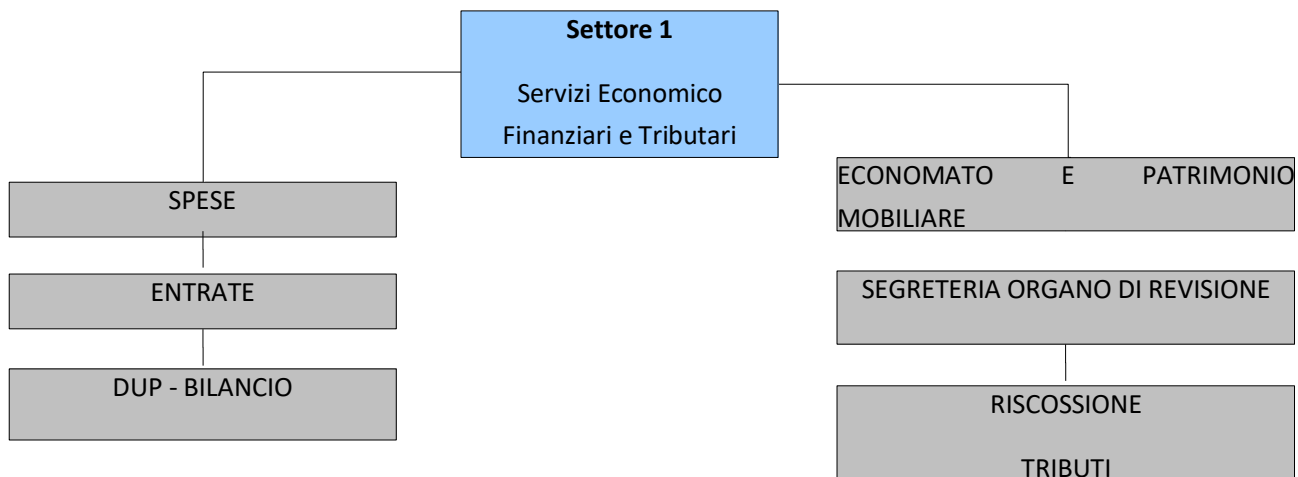 Settore 1
Servizi Economico
Finanziari e Tributari
SPESE
ENTRATE
DUP - BILANCIO
ECONOMATO E PATRIMONIO
MOBILIARE
SEGRETERIA ORGANO DI REVISIONE
RISCOSSIONE
TRIBUTI